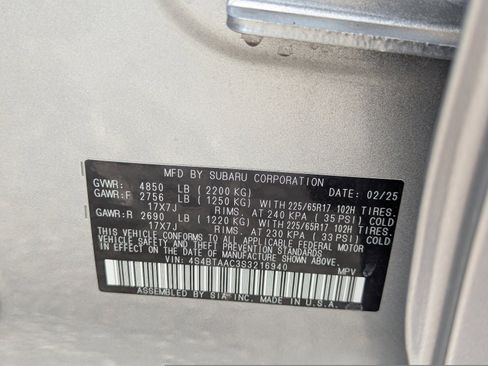 MFD BY SUBARU CORPORATION
GVWR: 4850 LB ( 2200 KG) DATE: 02/25
GAWR:F 2756 LB ( 1250 KG) WITH 225/65R17 102H TIRES.
17X7J RIMS. AT 240 KPA ( 35 PSI) COLD
GAWR:R 2690 LB ( 1220 KG) WITH 225/65R17 102H TIRES.
17X7J RIMS. AT 230 KPA ( 33 PSI) COLD
THIS VEHICLE CONFORMS TO ALL APPLICABLE FEDERAL MOTOR
VEHICLE SAFETY AND THEFT PREVENTION STANDARDS
IN EFFECT ON THE DATE OF MANUFACTURE SHOWN ABOVE.
VIN: 4S4BTAAC3S3216940 MPV
ASSEMBLED BY SIA INC. MADE IN U.S.A.